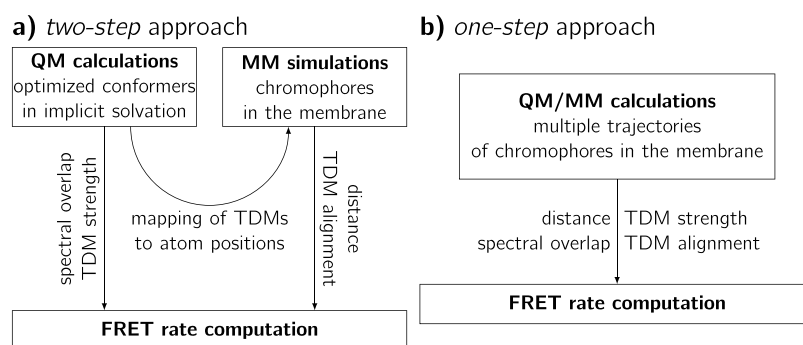 a) two-step approach
QM calculations
optimized conformers
in implicit solvation
MM simulations
chromophores
in the membrane
spectral overlap
TDM strength
mapping of TDMs
to atom positions
distance
TDM alignment
FRET rate computation
b) one-step approach
QM/MM calculations
multiple trajectories
of chromophores in the membrane
distance
spectral overlap
TDM strength
TDM alignment
FRET rate computation